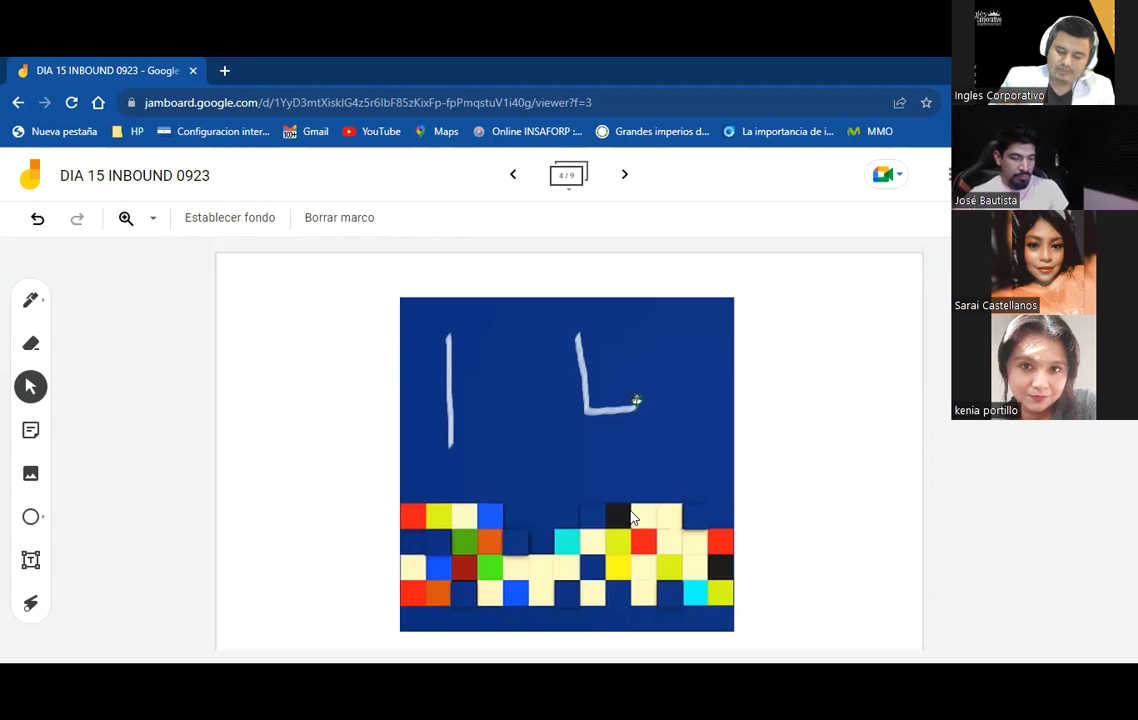 DIA 15 INBOUND 0923 - Google
jamboard.google.com/d/1YyD3mtXisklG4z5r6IbF85zKixFp-fpPmqstuV1i40g/viewer?f=3
Nueva pestaña HP Configuracion inter... 100+ Gmail YouTube Maps Online INSAFORP :... Grandes imperios d... La importancia de i... MMO
DIA 15 INBOUND 0923
4 / 9
Establecer fondo Borrar marco
I L
Ingles Corporativo
José Bautista
Sarai Castellanos
kenia portillo